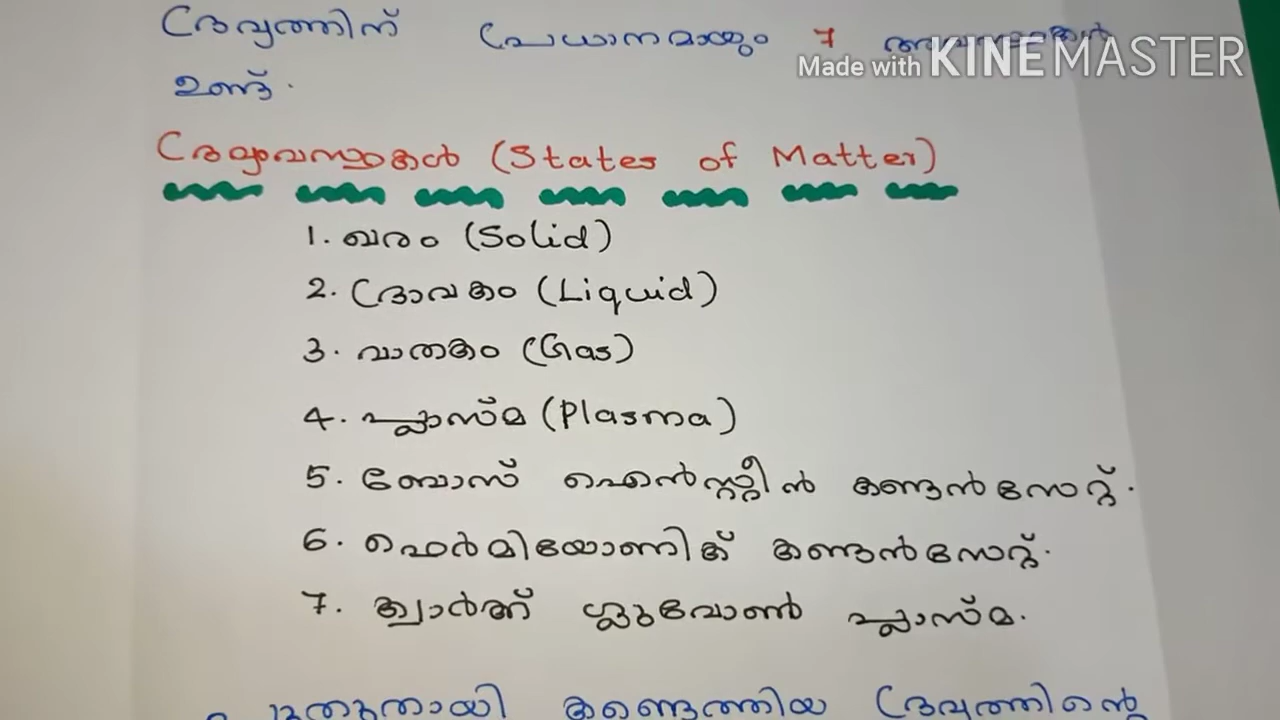 ദ്രവ്യത്തിന് പ്രധാനമായും 7 അവസ്ഥകൾ
Made with KINEMASTER
ഉണ്ട്.
ദ്രവ്യാവസ്ഥകൾ (States of Matter)
1. ഖരം (Solid)
2. ദ്രാവകം (Liquid)
3. വാതകം (Gas)
4. പ്ലാസ്മ (Plasma)
5. ബോസ് ഐൻസ്റ്റീൻ കണ്ടൻസേറ്റ്.
6. ഫെർമിയോണിക് കണ്ടൻസേറ്റ്.
7. ക്വാർക്ക് ഗ്ലുവോൺ പ്ലാസ്മ.
പുതുതായി കണ്ടെത്തിയ ദ്രവ്യത്തിന്റെ